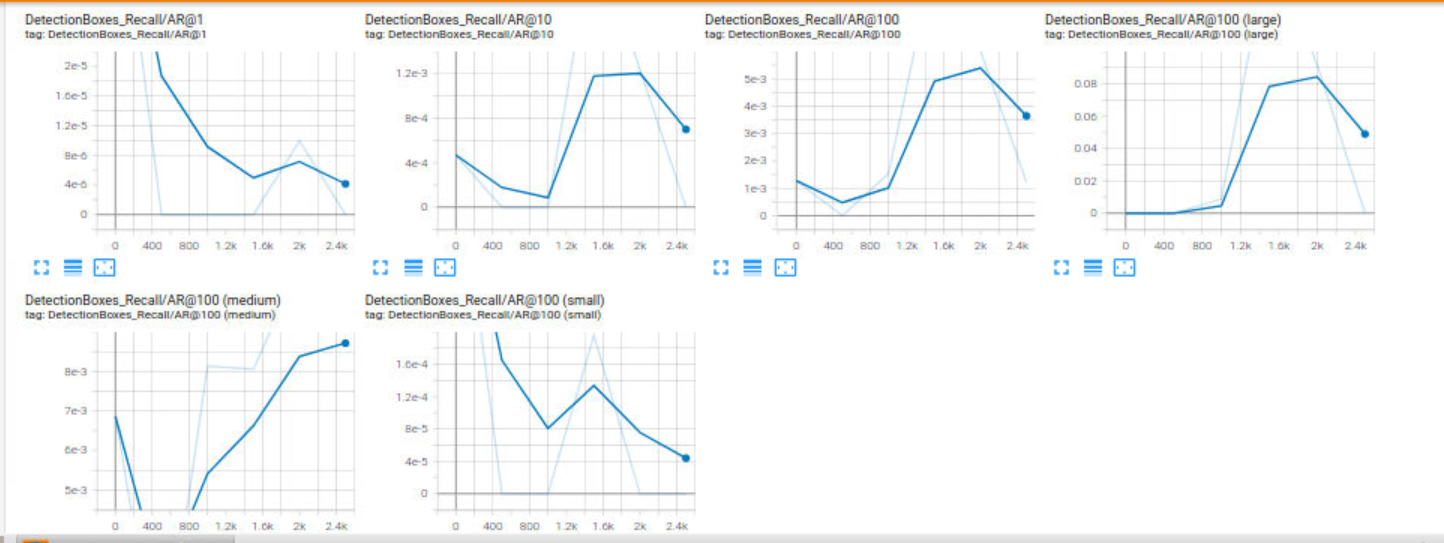 DetectionBoxes_Recall/AR@1
tag: DetectionBoxes_Recall/AR@1
2e-5
1.6e-5
1.2e-5
8e-6
4e-6
0
0 400 800 1.2k 1.6k 2k 2.4k
DetectionBoxes_Recall/AR@10
tag: DetectionBoxes_Recall/AR@10
1.2e-3
8e-4
4e-4
0
0 400 800 1.2k 1.6k 2k 2.4k
DetectionBoxes_Recall/AR@100
tag: DetectionBoxes_Recall/AR@100
5e-3
4e-3
3e-3
2e-3
1e-3
0
0 400 800 1.2k 1.6k 2k 2.4k
DetectionBoxes_Recall/AR@100 (large)
tag: DetectionBoxes_Recall/AR@100 (large)
0.08
0.06
0.04
0.02
0
0 400 800 1.2k 1.6k 2k 2.4k
DetectionBoxes_Recall/AR@100 (medium)
tag: DetectionBoxes_Recall/AR@100 (medium)
8e-3
7e-3
6e-3
5e-3
0 400 800 1.2k 1.6k 2k 2.4k
DetectionBoxes_Recall/AR@100 (small)
tag: DetectionBoxes_Recall/AR@100 (small)
1.6e-4
1.2e-4
8e-5
4e-5
0
0 400 800 1.2k 1.6k 2k 2.4k